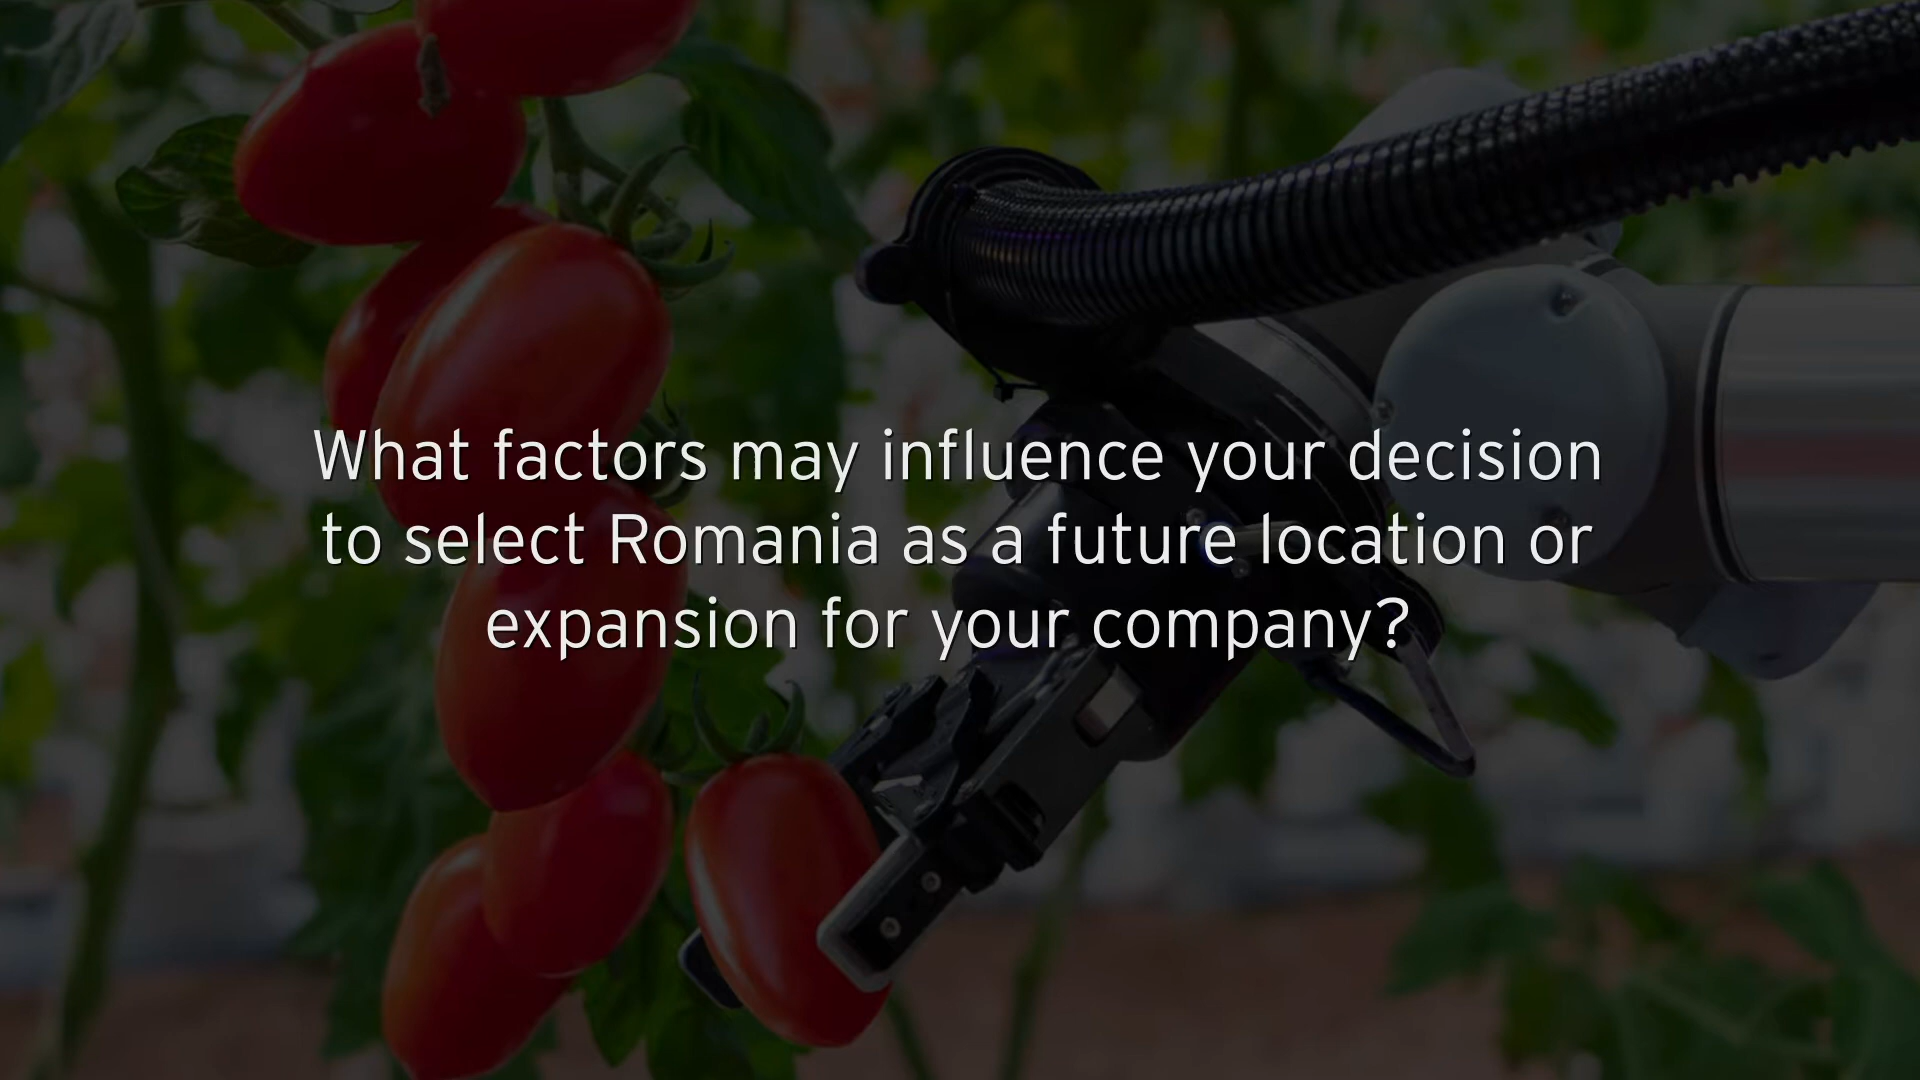 What factors may influence your decision
to select Romania as a future location or
expansion for your company?